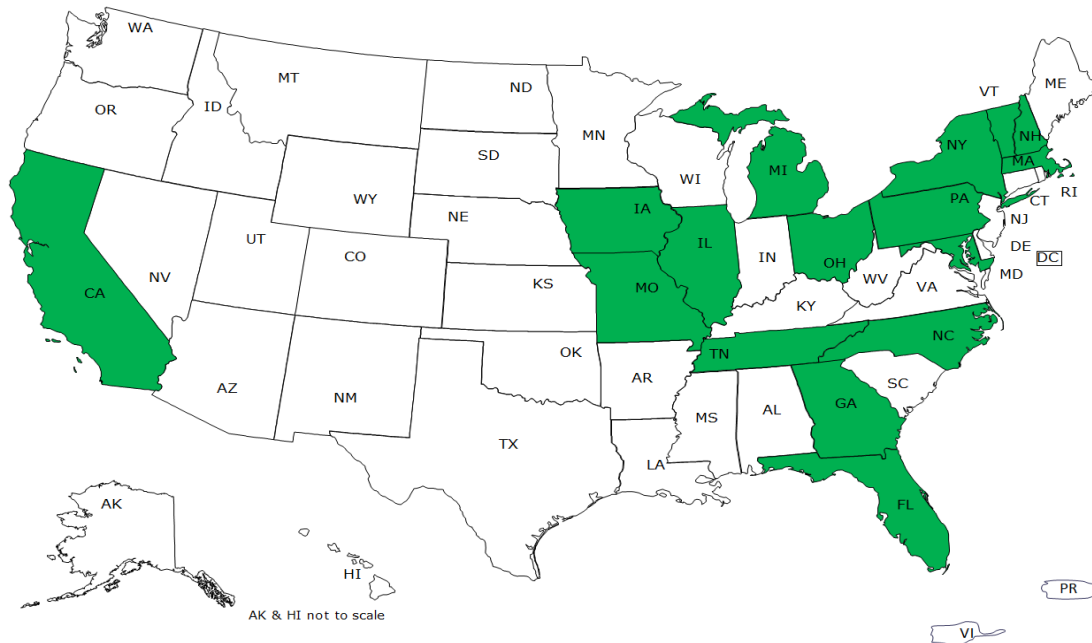 WA
MT
ND
ME
VT
OR
ID
MN
NY
NH
SD
MA
WI
MI
RI
WY
PA
CT
IA
NE
NJ
UT
IL
DE
CO
IN
OH
DC
NV
MD
WV
KS
VA
CA
MO
KY
NC
TN
OK
AR
SC
AZ
NM
GA
MS
AL
TX
LA
AK
FL
HI
PR
AK & HI not to scale
VI